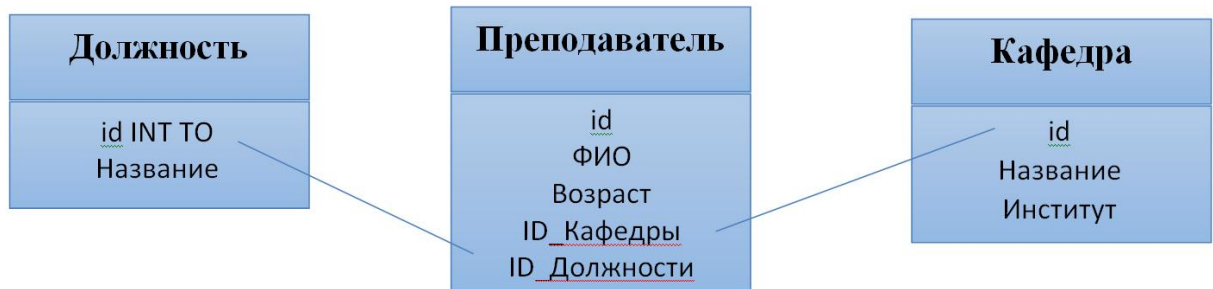 Должность
id INT TO
Название
Преподаватель
id
ФИО
Возраст
ID_Кафедры
ID_Должности
Кафедра
id
Название
Институт